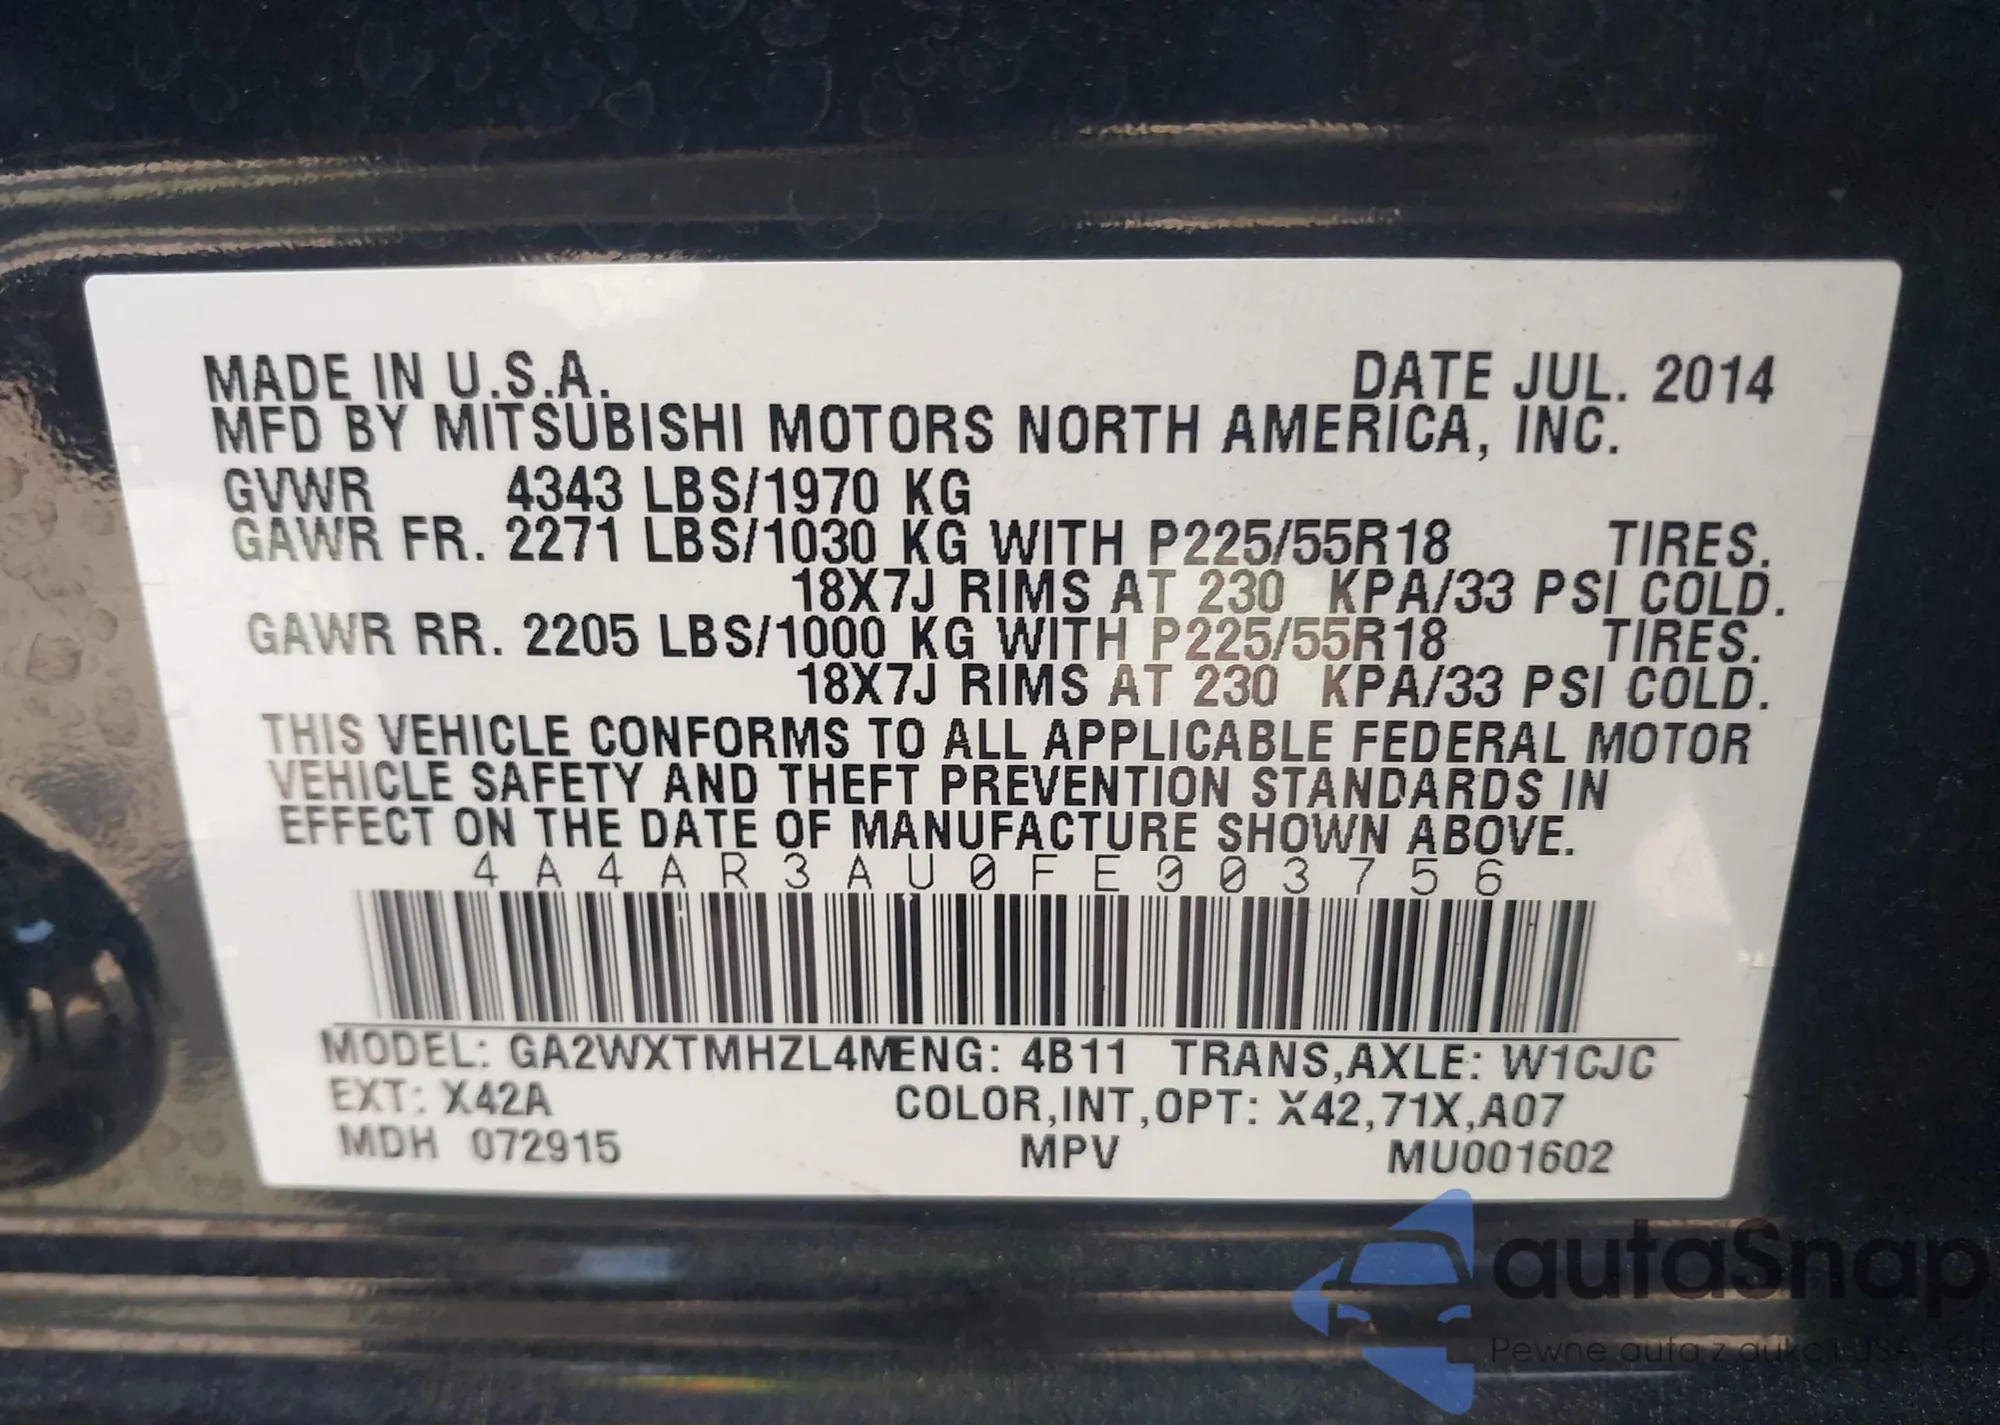 MADE IN U.S.A. DATE JUL. 2014
MFD BY MITSUBISHI MOTORS NORTH AMERICA, INC.
GVWR 4343 LBS/1970 KG
GAWR FR. 2271 LBS/1030 KG WITH P225/55R18 TIRES.
18X7J RIMS AT 230 KPA/33 PSI COLD.
GAWR RR. 2205 LBS/1000 KG WITH P225/55R18 TIRES.
18X7J RIMS AT 230 KPA/33 PSI COLD.
THIS VEHICLE CONFORMS TO ALL APPLICABLE FEDERAL MOTOR
VEHICLE SAFETY AND THEFT PREVENTION STANDARDS IN
EFFECT ON THE DATE OF MANUFACTURE SHOWN ABOVE.
4A4AR3AU0FE003756
MODEL: GA2WXTMHZL4MENG: 4B11 TRANS,AXLE: W1CJC
EXT: X42A COLOR,INT,OPT: X42,71X,A07
MDH 072915 MPV MU001602
autaSnap
Pewne auta z aukcji USA